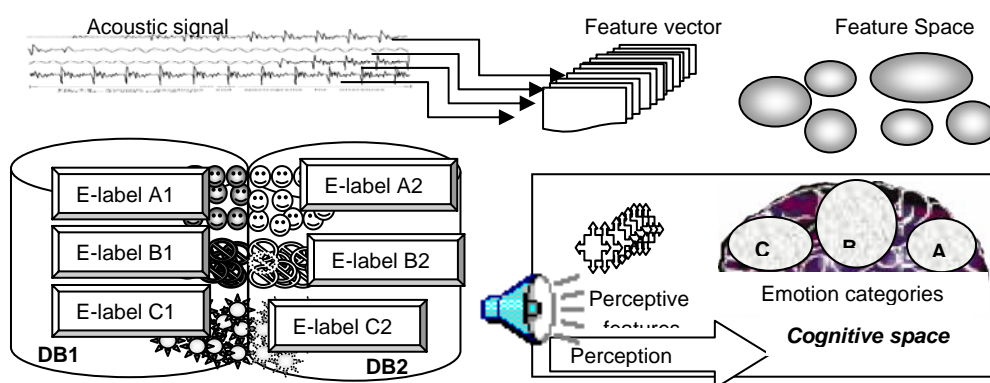 Acoustic signal
Feature vector
Feature Space
E-label A1
E-label A2
E-label B1
E-label B2
E-label C1
E-label C2
DB1
DB2
C
B
A
Perceptive
features
Emotion categories
Perception
Cognitive space